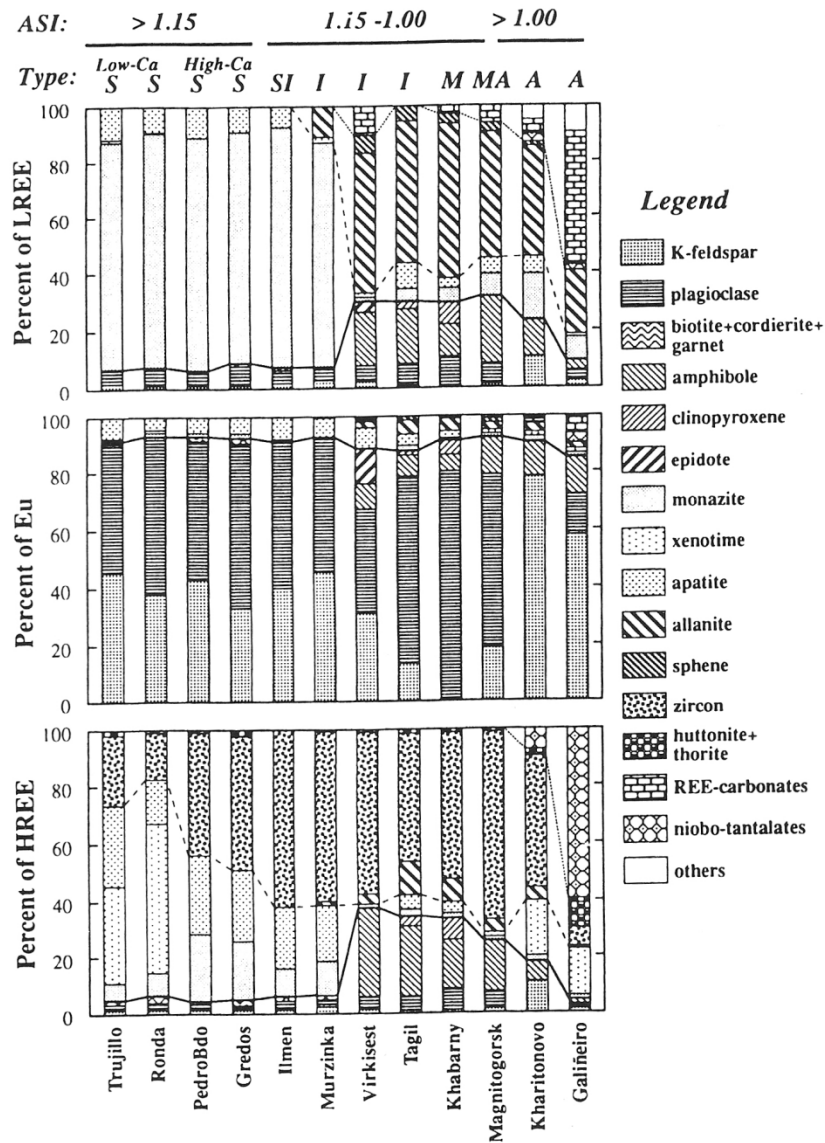 ASI: > 1.15 1.15 -1.00 > 1.00
Type: Low-Ca High-Ca
S S S S SI I I I M MA A A
Percent of LREE
100
80
60
40
20
0
Percent of Eu
100
80
60
40
20
0
Percent of HREE
100
80
60
40
20
0
Trujillo
Ronda
PedroBdo
Gredos
Ilmen
Murzinka
Virkisest
Tagil
Khabarny
Magnitogorsk
Kharitonovo
Galiñeiro
Legend
K-feldspar
plagioclase
biotite+cordierite+
garnet
amphibole
clinopyroxene
epidote
monazite
xenotime
apatite
allanite
sphene
zircon
huttonite+
thorite
REE-carbonates
niobo-tantalates
others